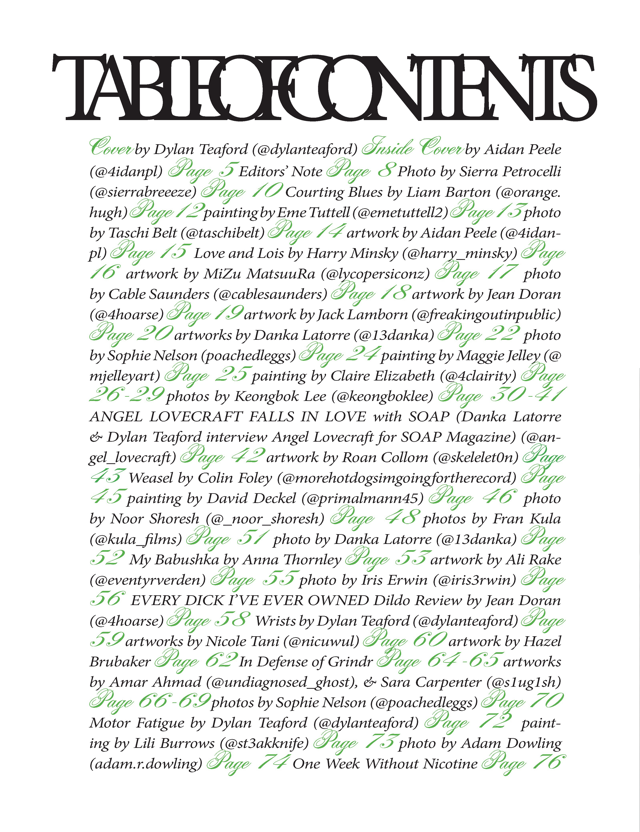 TABLE OF CONTENTS
Cover by Dylan Teaford (@dylanteaford) Inside Cover by Aidan Peele
(@4idanpl) Page 5 Editors' Note Page 8 Photo by Sierra Petrocelli
(@sierrabreeeze) Page 10 Courting Blues by Liam Barton (@orange.
hugh) Page 12 painting by Eme Tuttell (@emetuttell2) Page 13 photo
by Taschi Belt (@taschibelt) Page 14 artwork by Aidan Peele (@4idan-
pl) Page 15 Love and Lois by Harry Minsky (@harry_minsky) Page
16 artwork by MiZu MatsuuRa (@lycopersiconz) Page 17 photo
by Cable Saunders (@cablesaunders) Page 18 artwork by Jean Doran
(@4hoarse) Page 19 artwork by Jack Lamborn (@freakingoutinpublic)
Page 20 artworks by Danka Latorre (@13danka) Page 22 photo
by Sophie Nelson (poachedleggs) Page 24 painting by Maggie Jelley (@
mjelleyart) Page 25 painting by Claire Elizabeth (@4clairity) Page
26-29 photos by Keongbok Lee (@keongboklee) Page 30-41
ANGEL LOVECRAFT FALLS IN LOVE with SOAP (Danka Latorre
& Dylan Teaford interview Angel Lovecraft for SOAP Magazine) (@an-
gel_lovecraft) Page 42 artwork by Roan Collom (@skelelet0n) Page
43 Weasel by Colin Foley (@morehotdogsimgoingfortherecord) Page
45 painting by David Deckel (@primalmann45) Page 46 photo
by Noor Shoresh (@_noor_shoresh) Page 48 photos by Fran Kula
(@kula_films) Page 51 photo by Danka Latorre (@13danka) Page
52 My Babushka by Anna Thornley Page 53 artwork by Ali Rake
(@eventyrverden) Page 55 photo by Iris Erwin (@iris3rwin) Page
56 EVERY DICK I'VE EVER OWNED Dildo Review by Jean Doran
(@4hoarse) Page 58 Wrists by Dylan Teaford (@dylanteaford) Page
59 artworks by Nicole Tani (@nicuwul) Page 60 artwork by Hazel
Brubaker Page 62 In Defense of Grindr Page 64-65 artworks
by Amar Ahmad (@undiagnosed_ghost), & Sara Carpenter (@s1ug1sh)
Page 66-69 photos by Sophie Nelson (@poachedleggs) Page 70
Motor Fatigue by Dylan Teaford (@dylanteaford) Page 72 paint-
ing by Lili Burrows (@st3akknife) Page 73 photo by Adam Dowling
(adam.r.dowling) Page 74 One Week Without Nicotine Page 76